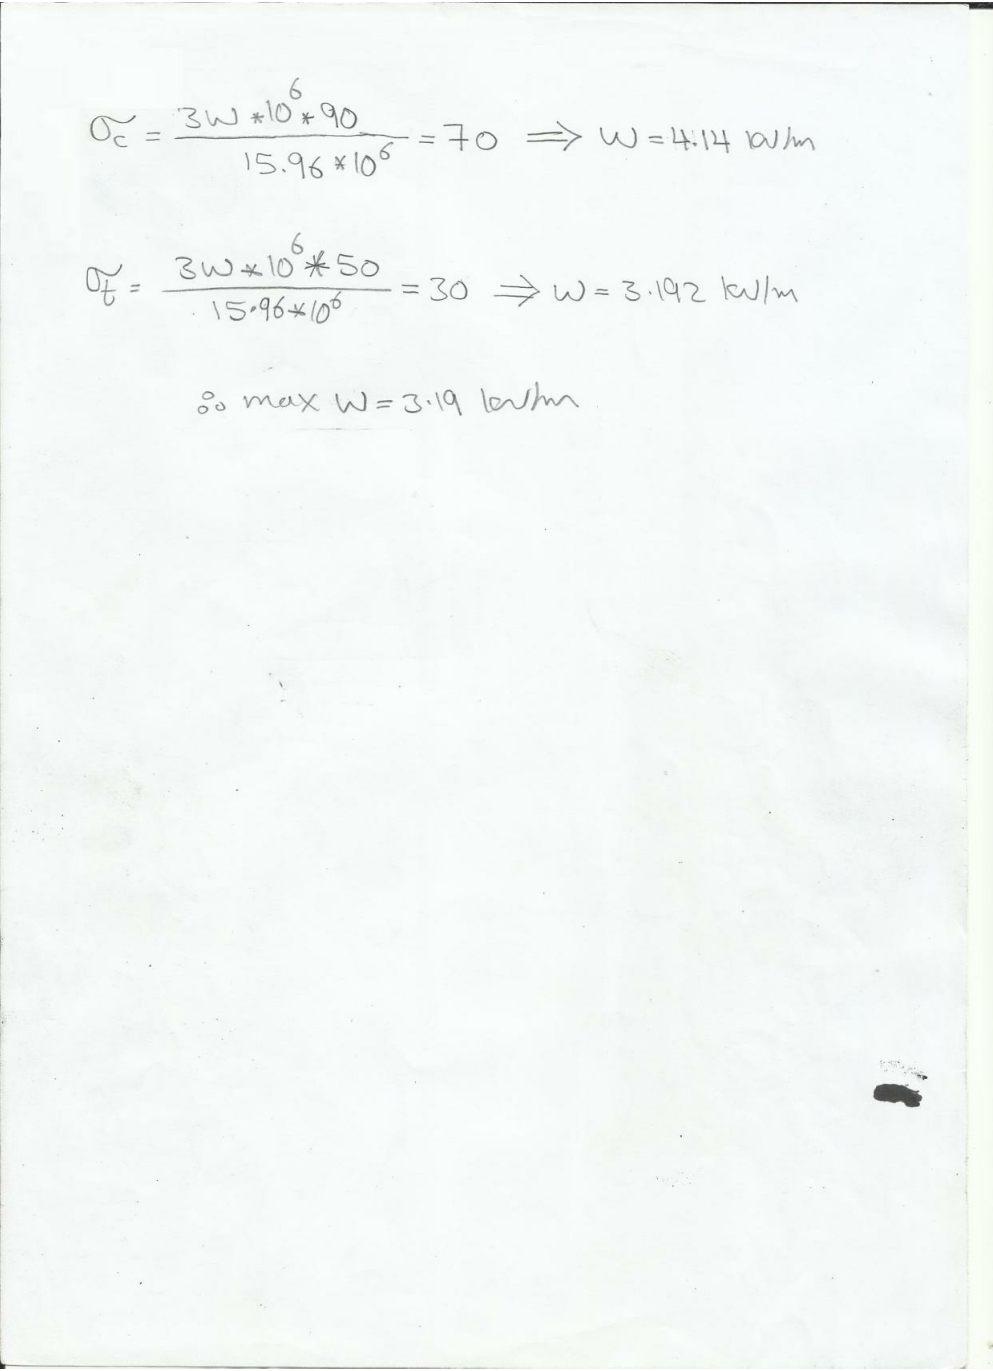 σc = 3W*10^6*90 / 15.96*10^6 = 70 ⇒ W = 4.14 kN/m
σt = 3W*10^6*50 / 15.96*10^6 = 30 ⇒ W = 3.192 kN/m
∴ max W = 3.19 kN/m